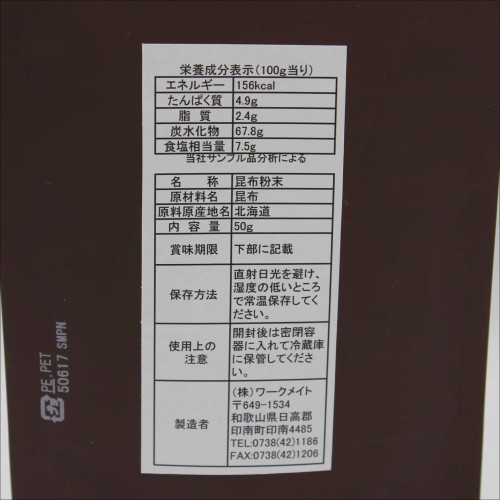 栄養成分表示(100g当り)
エネルギー 156kcal
たんぱく質 4.9g
脂 質 2.4g
炭水化物 67.8g
食塩相当量 7.5g
当社サンプル品分析による
名 称 昆布粉末
原材料名 昆布
原料原産地名 北海道
内 容 量 50g
賞味期限 下部に記載
保存方法 直射日光を避け、
湿度の低いところ
で常温保存してく
ださい。
使用上の
注意 開封後は密閉容
器に入れて冷蔵庫
に保管してくだ
さい。
製造者 (株)ワークメイト
〒649-1534
和歌山県日高郡
印南町印南4485
TEL:0738(42)1186
FAX:0738(42)1206
プラ
PE,PET
50617 SMPN